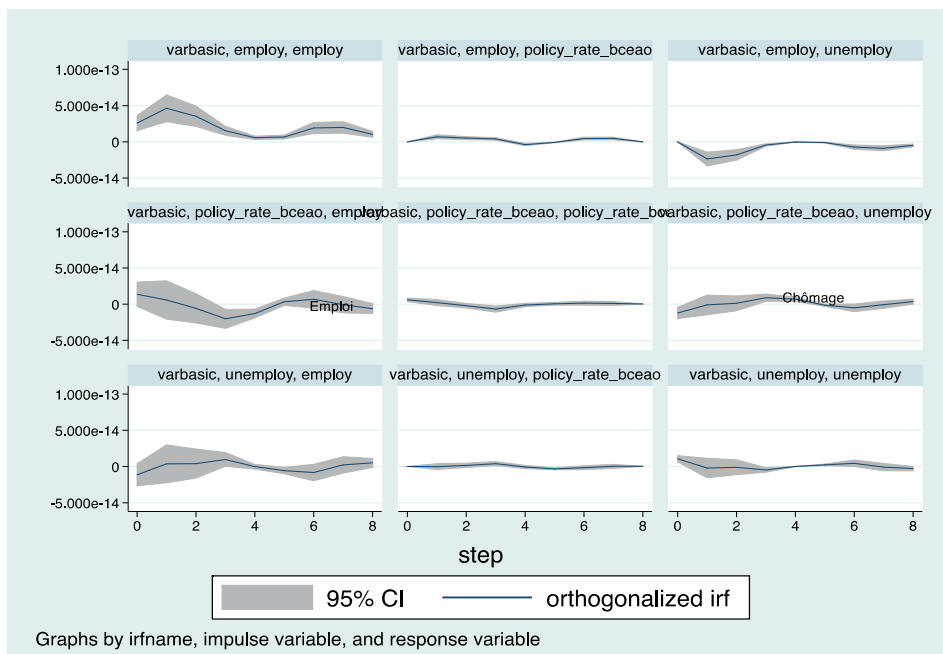 varbasic, employ, employ
varbasic, employ, policy_rate_bceao
varbasic, employ, unemploy
1.000e-13
5.000e-14
0
-5.000e-14
varbasic, policy_rate_bceao, employ
varbasic, policy_rate_bceao, policy_rate_bc
varbasic, policy_rate_bceao, unemploy
1.000e-13
5.000e-14
0
-5.000e-14
Emploi
Chômage
varbasic, unemploy, employ
varbasic, unemploy, policy_rate_bceao
varbasic, unemploy, unemploy
1.000e-13
5.000e-14
0
-5.000e-14
0 2 4 6 8
0 2 4 6 8
0 2 4 6 8
step
95% CI
orthogonalized irf
Graphs by irfname, impulse variable, and response variable